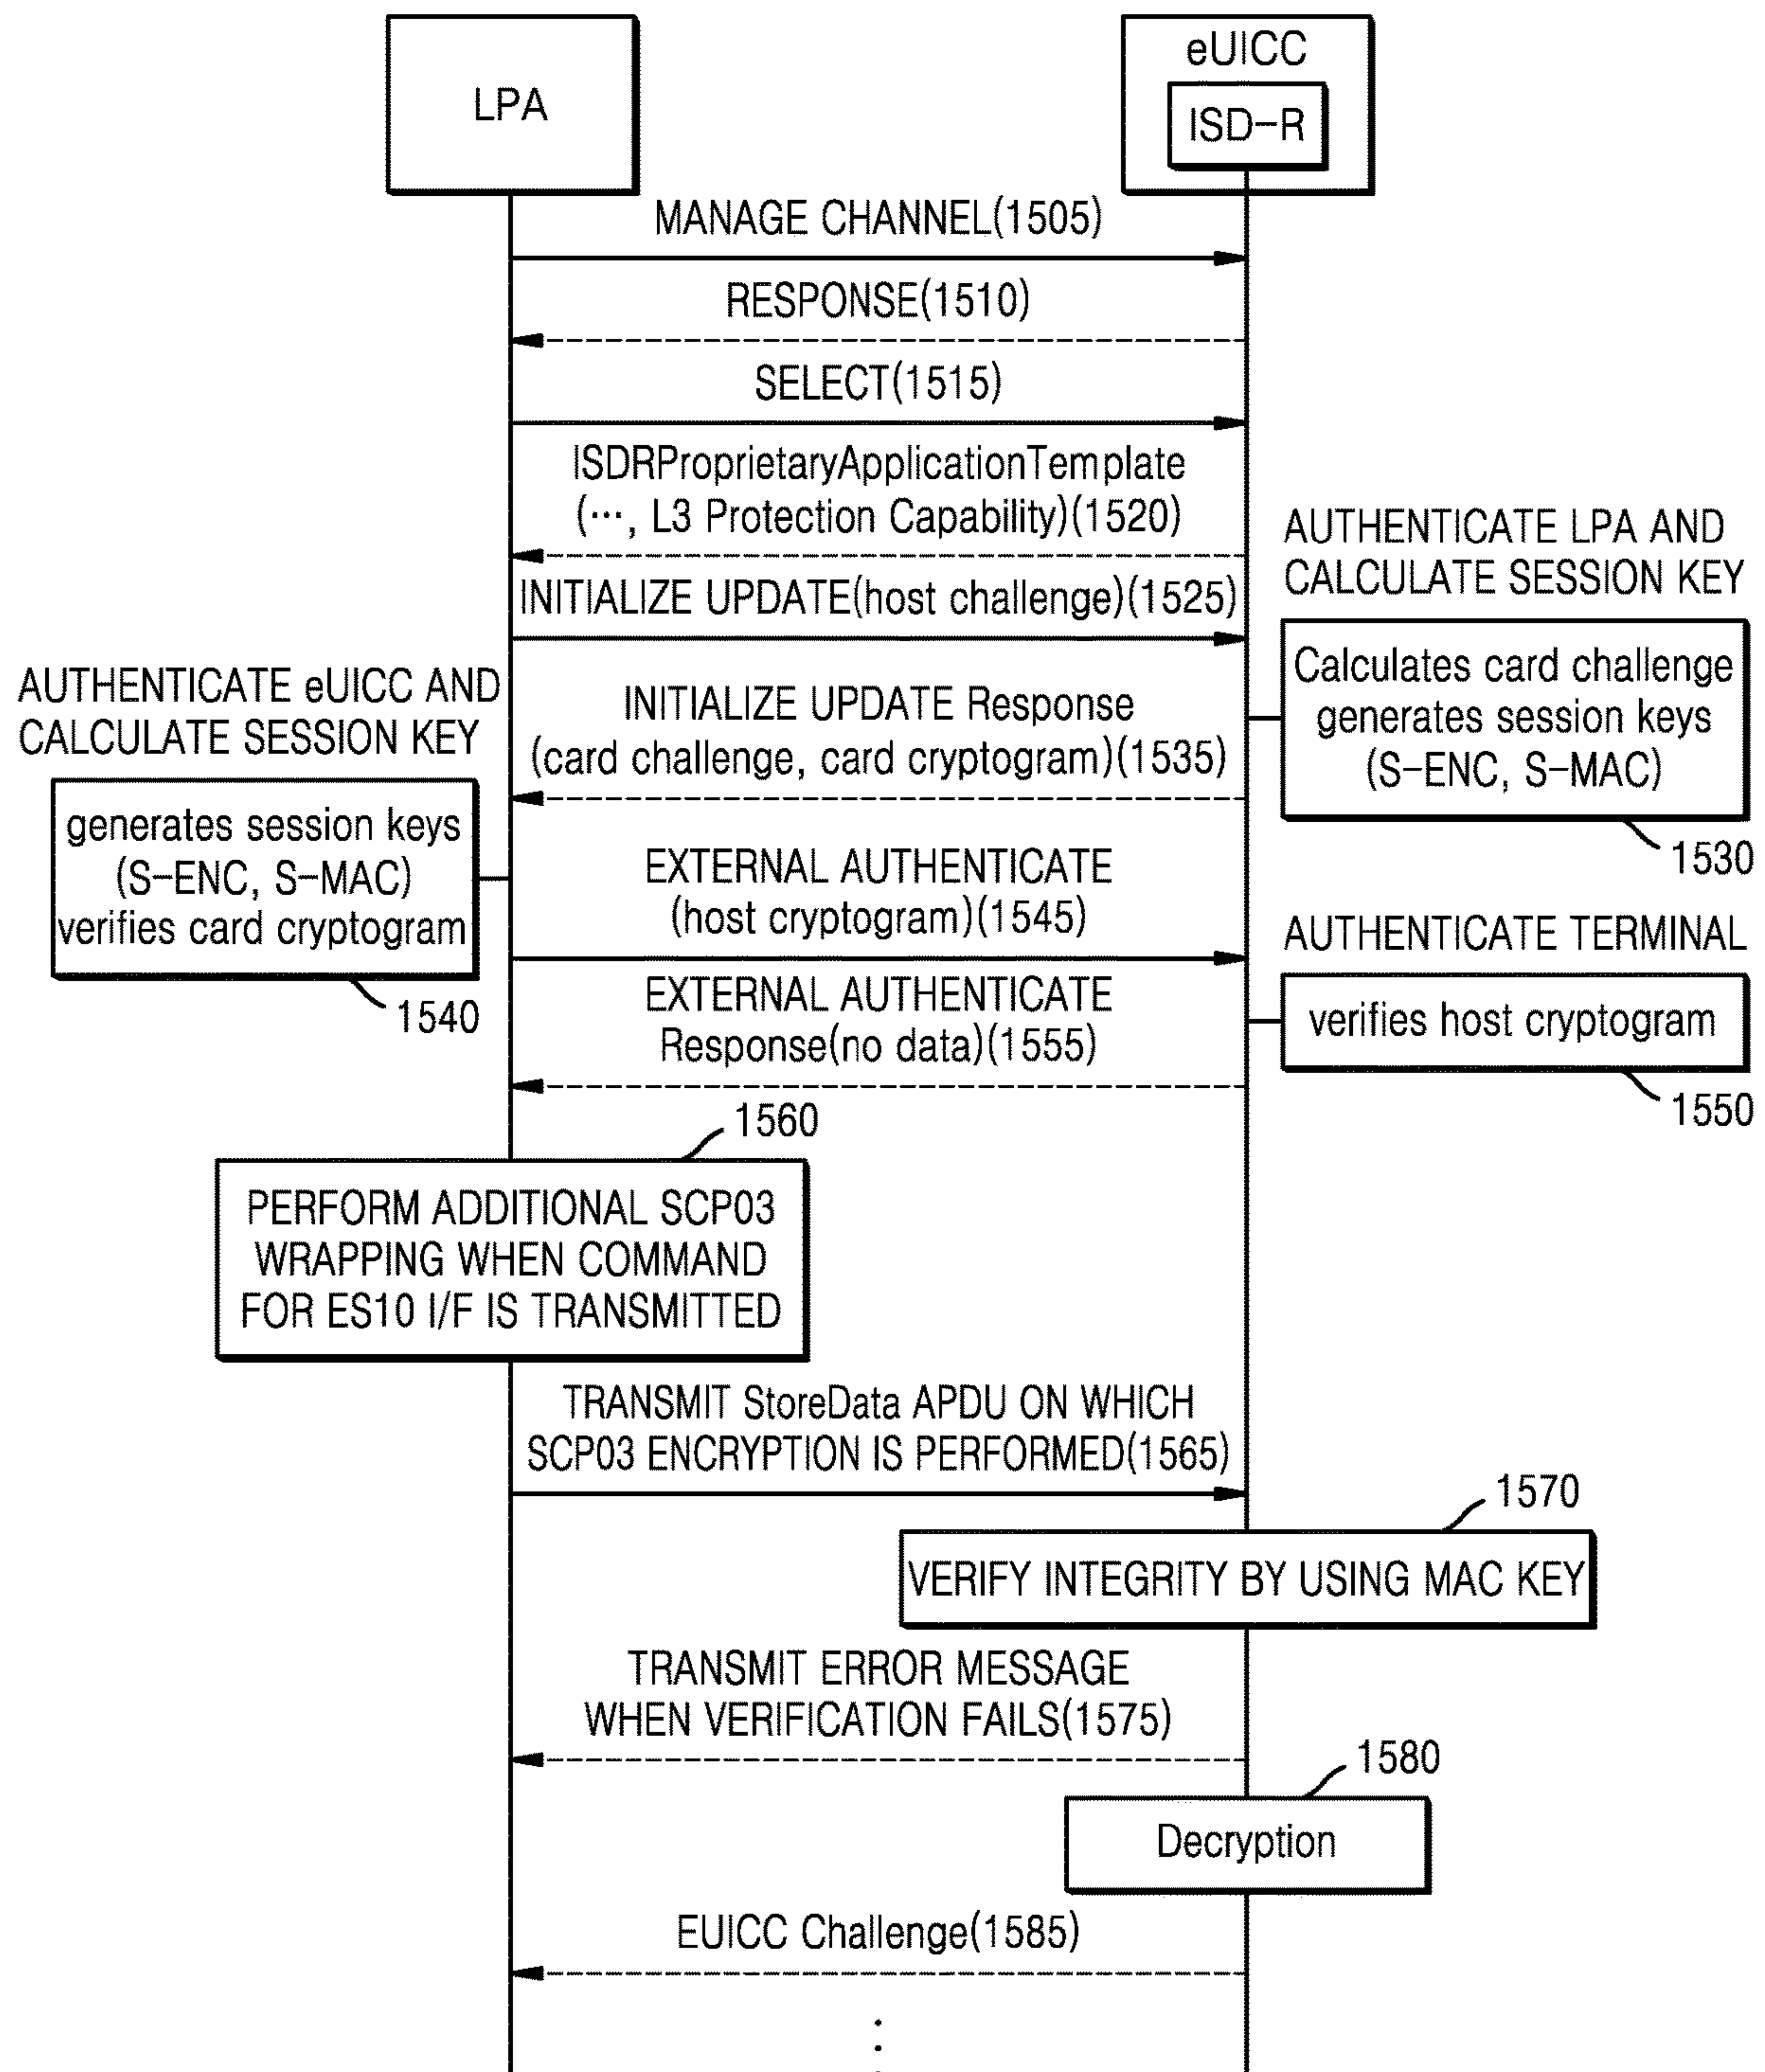 LPA
eUICC
ISD-R
MANAGE CHANNEL(1505)
RESPONSE(1510)
SELECT(1515)
ISDRProprietaryApplicationTemplate
(···, L3 Protection Capability)(1520)
AUTHENTICATE LPA AND
CALCULATE SESSION KEY
INITIALIZE UPDATE(host challenge)(1525)
Calculates card challenge
generates session keys
(S-ENC, S-MAC)
1530
AUTHENTICATE eUICC AND
CALCULATE SESSION KEY
INITIALIZE UPDATE Response
(card challenge, card cryptogram)(1535)
generates session keys
(S-ENC, S-MAC)
verifies card cryptogram
1540
EXTERNAL AUTHENTICATE
(host cryptogram)(1545)
AUTHENTICATE TERMINAL
verifies host cryptogram
1550
EXTERNAL AUTHENTICATE
Response(no data)(1555)
1560
PERFORM ADDITIONAL SCP03
WRAPPING WHEN COMMAND
FOR ES10 I/F IS TRANSMITTED
TRANSMIT StoreData APDU ON WHICH
SCP03 ENCRYPTION IS PERFORMED(1565)
1570
VERIFY INTEGRITY BY USING MAC KEY
TRANSMIT ERROR MESSAGE
WHEN VERIFICATION FAILS(1575)
1580
Decryption
EUICC Challenge(1585)